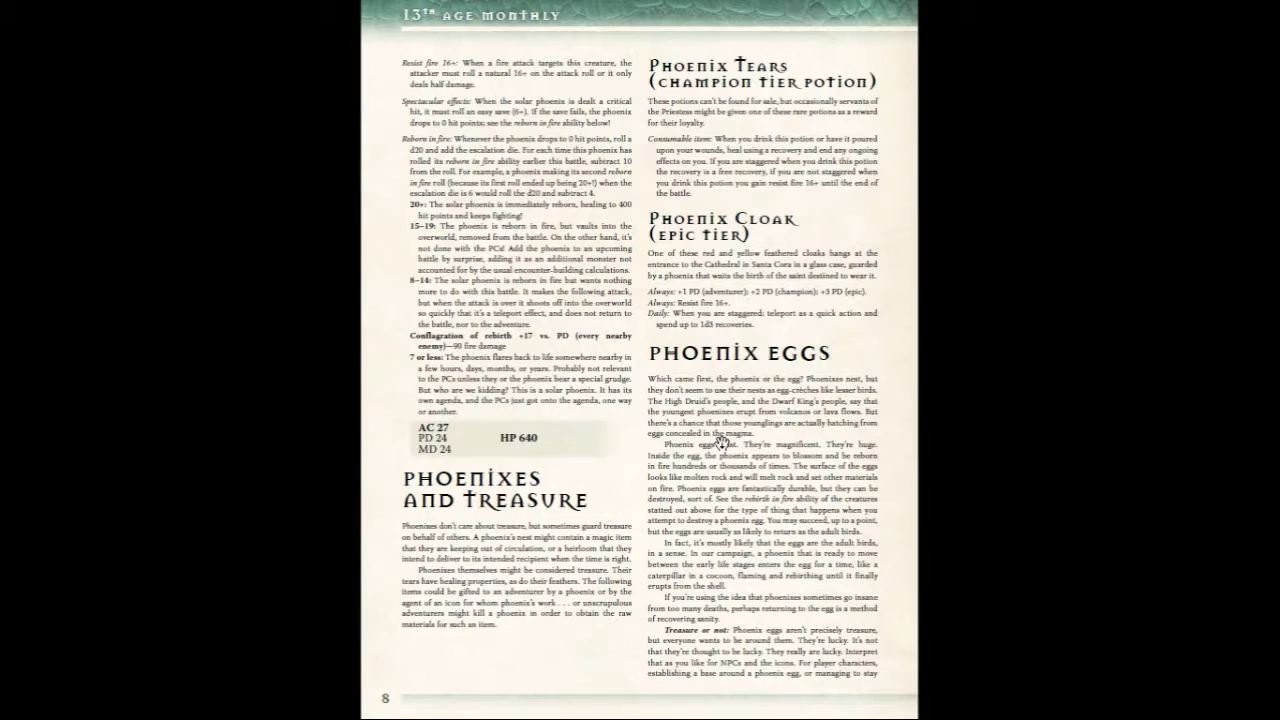 13TH AGE MONTHLY
Resist fire 16+: When a fire attack targets this creature, the
attacker must roll a natural 16+ on the attack roll or it only
deals half damage.
Spectacular effects: When the solar phoenix is dealt a critical
hit, it must roll an easy save (6+). If the save fails, the phoenix
drops to 0 hit points; see the reborn in fire ability below!
Reborn in fire: Whenever the phoenix drops to 0 hit points, roll a
d20 and add the escalation die. For each time this phoenix has
rolled its reborn in fire ability earlier this battle, subtract 10
from the roll. For example, a phoenix making its second reborn
in fire roll (because its first roll ended up being 20+!) when the
escalation die is 6 would roll the d20 and subtract 4.
20+: The solar phoenix is immediately reborn, healing to 400
hit points and keeps fighting!
15–19: The phoenix is reborn in fire, but vaults into the
overworld, removed from the battle. On the other hand, it's
not done with the PCs! Add the phoenix to an upcoming
battle by surprise, adding it as an additional monster not
accounted for by the usual encounter-building calculations.
8–14: The solar phoenix is reborn in fire but wants nothing
more to do with this battle. It makes the following attack,
but when the attack is over it shoots off into the overworld
so quickly that it's a teleport effect, and does not return to
the battle, nor to the adventure.
Conflagration of rebirth +17 vs. PD (every nearby
enemy)—90 fire damage
7 or less: The phoenix flares back to life somewhere nearby in
a few hours, days, months, or years. Probably not relevant
to the PCs unless they or the phoenix bear a special grudge.
But who are we kidding? This is a solar phoenix. It has its
own agenda, and the PCs just got onto the agenda, one way
or another.
AC 27
PD 24 HP 640
MD 24
PHOENIXES
AND TREASURE
Phoenixes don't care about treasure, but sometimes guard treasure
on behalf of others. A phoenix's nest might contain a magic item
that they are keeping out of circulation, or a heirloom that they
intend to deliver to its intended recipient when the time is right.
Phoenixes themselves might be considered treasure. Their
tears have healing properties, as do their feathers. The following
items could be gifted to an adventurer by a phoenix or by the
agent of an icon for whom phoenix's work . . . or unscrupulous
adventurers might kill a phoenix in order to obtain the raw
materials for such an item.
8
PHOENIX TEARS
(CHAMPION TIER POTION)
These potions can't be found for sale, but occasionally servants of
the Priestess might be given one of these rare potions as a reward
for their loyalty.
Consumable item: When you drink this potion or have it poured
upon your wounds, heal using a recovery and end any ongoing
effects on you. If you are staggered when you drink this potion
the recovery is a free recovery, if you are not staggered when
you drink this potion you gain resist fire 16+ until the end of
the battle.
PHOENIX CLOAK
(EPIC TIER)
One of these red and yellow feathered cloaks hangs at the
entrance to the Cathedral in Santa Cora in a glass case, guarded
by a phoenix that waits the birth of the saint destined to wear it.
Always: +1 PD (adventurer); +2 PD (champion); +3 PD (epic).
Always: Resist fire 16+.
Daily: When you are staggered; teleport as a quick action and
spend up to 1d3 recoveries.
PHOENIX EGGS
Which came first, the phoenix or the egg? Phoenixes nest, but
they don't seem to use their nests as egg-crèches like lesser birds.
The High Druid's people, and the Dwarf King's people, say that
the youngest phoenixes erupt from volcanos or lava flows. But
there's a chance that those younglings are actually hatching from
eggs concealed in the magma.
Phoenix eggs They're magnificent. They're huge.
Inside the egg, the phoenix appears to blossom and be reborn
in fire hundreds or thousands of times. The surface of the eggs
looks like molten rock and will melt rock and set other materials
on fire. Phoenix eggs are fantastically durable, but they can be
destroyed, sort of. See the rebirth in fire ability of the creatures
statted out above for the type of thing that happens when you
attempt to destroy a phoenix egg. You may succeed, up to a point,
but the eggs are usually as likely to return as the adult birds.
In fact, it's mostly likely that the eggs are the adult birds,
in a sense. In our campaign, a phoenix that is ready to move
between the early life stages enters the egg for a time, like a
caterpillar in a cocoon, flaming and rebirthing until it finally
erupts from the shell.
If you're using the idea that phoenixes sometimes go insane
from too many deaths, perhaps returning to the egg is a method
of recovering sanity.
Treasure or not: Phoenix eggs aren't precisely treasure,
but everyone wants to be around them. They're lucky. It's not
that they're thought to be lucky. They really are lucky. Interpret
that as you like for NPCs and the icons. For player characters,
establishing a base around a phoenix egg, or managing to stay